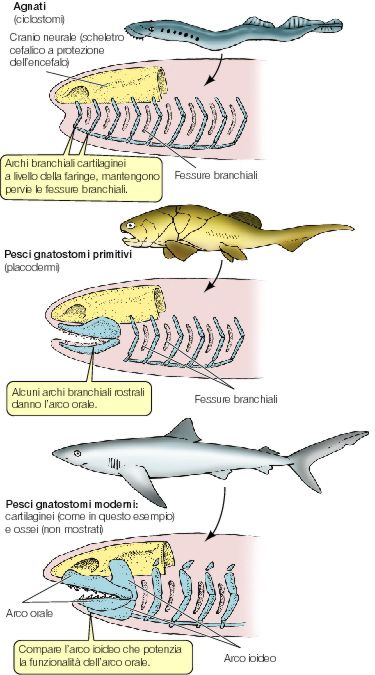 Agnati
(ciclostomi)
Cranio neurale (scheletro
cefalico a protezione
dell'encefalo)
Archi branchiali cartilaginei
a livello della faringe, mantengono
pervie le fessure branchiali.
Fessure branchiali
Pesci gnatostomi primitivi
(placodermi)
Alcuni archi branchiali rostrali
danno l'arco orale.
Fessure branchiali
Pesci gnatostomi moderni:
cartilaginei (come in questo esempio)
e ossei (non mostrati)
Arco orale
Compare l'arco ioideo che potenzia
la funzionalità dell'arco orale.
Arco ioideo